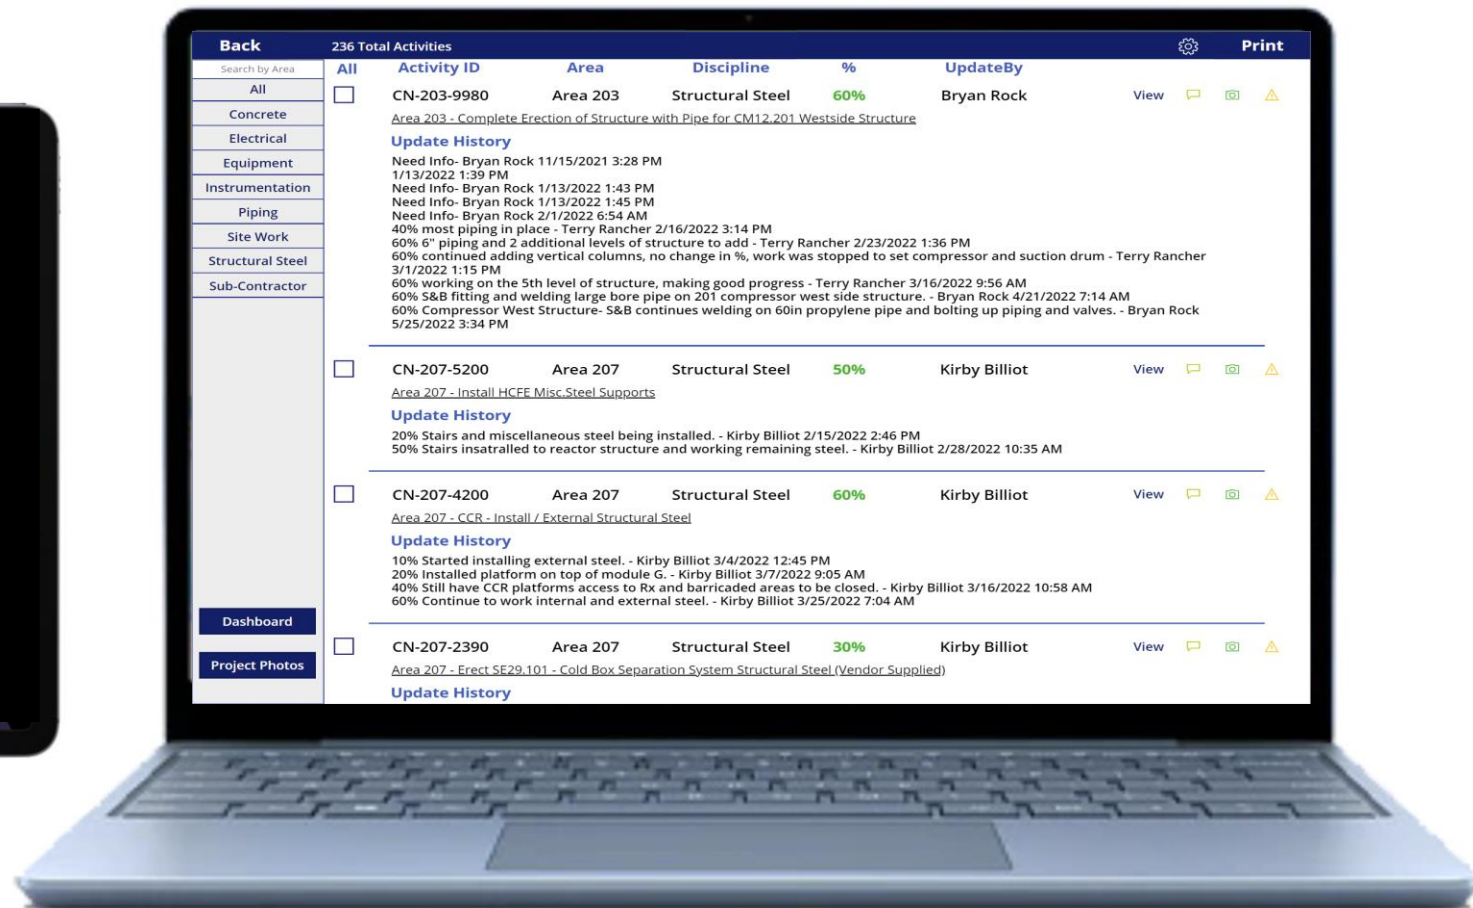 Back
236 Total Activities
Print
Search by Area
All
Concrete
Electrical
Equipment
Instrumentation
Piping
Site Work
Structural Steel
Sub-Contractor
Dashboard
Project Photos
All Activity ID Area Discipline % UpdateBy
CN-203-9980 Area 203 Structural Steel 60% Bryan Rock View
Area 203 - Complete Erection of Structure with Pipe for CM12.201 Westside Structure
Update History
Need Info- Bryan Rock 11/15/2021 3:28 PM
1/13/2022 1:39 PM
Need Info- Bryan Rock 1/13/2022 1:43 PM
Need Info- Bryan Rock 1/13/2022 1:45 PM
Need Info- Bryan Rock 2/1/2022 6:54 AM
40% most piping in place - Terry Rancher 2/16/2022 3:14 PM
60% 6" piping and 2 additional levels of structure to add - Terry Rancher 2/23/2022 1:36 PM
60% continued adding vertical columns, no change in %, work was stopped to set compressor and suction drum - Terry Rancher
3/1/2022 1:15 PM
60% working on the 5th level of structure, making good progress - Terry Rancher 3/16/2022 9:56 AM
60% S&B fitting and welding large bore pipe on 201 compressor west side structure. - Bryan Rock 4/21/2022 7:14 AM
60% Compressor West Structure- S&B continues welding on 60in propylene pipe and bolting up piping and valves. - Bryan Rock
5/25/2022 3:34 PM
CN-207-5200 Area 207 Structural Steel 50% Kirby Billiot View
Area 207 - Install HCFE Misc.Steel Supports
Update History
20% Stairs and miscellaneous steel being installed. - Kirby Billiot 2/15/2022 2:46 PM
50% Stairs insatralled to reactor structure and working remaining steel. - Kirby Billiot 2/28/2022 10:35 AM
CN-207-4200 Area 207 Structural Steel 60% Kirby Billiot View
Area 207 - CCR - Install / External Structural Steel
Update History
10% Started installing external steel. - Kirby Billiot 3/4/2022 12:45 PM
20% Installed platform on top of module G. - Kirby Billiot 3/7/2022 9:05 AM
40% Still have CCR platforms access to Rx and barricaded areas to be closed. - Kirby Billiot 3/16/2022 10:58 AM
60% Continue to work internal and external steel. - Kirby Billiot 3/25/2022 7:04 AM
CN-207-2390 Area 207 Structural Steel 30% Kirby Billiot View
Area 207 - Erect SE29.101 - Cold Box Separation System Structural Steel (Vendor Supplied)
Update History